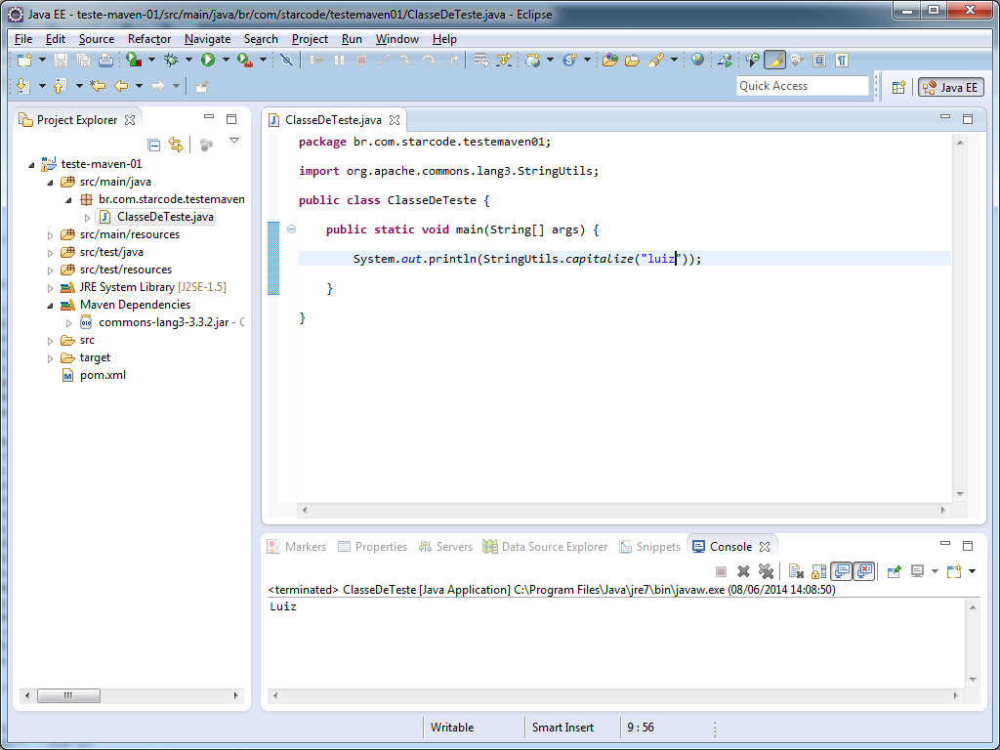 Java EE - teste-maven-01/src/main/java/br/com/starcode/testemaven01/ClasseDeTeste.java - Eclipse
File Edit Source Refactor Navigate Search Project Run Window Help
Quick Access
Java EE
Project Explorer
teste-maven-01
src/main/java
br.com.starcode.testemaven
ClasseDeTeste.java
src/main/resources
src/test/java
src/test/resources
JRE System Library [J2SE-1.5]
Maven Dependencies
commons-lang3-3.3.2.jar - C
src
target
pom.xml
ClasseDeTeste.java
package br.com.starcode.testemaven01;
import org.apache.commons.lang3.StringUtils;
public class ClasseDeTeste {
public static void main(String[] args) {
System.out.println(StringUtils.capitalize("luiz"));
}
}
Markers Properties Servers Data Source Explorer Snippets Console
<terminated> ClasseDeTeste [Java Application] C:\Program Files\Java\jre7\bin\javaw.exe (08/06/2014 14:08:50)
Luiz
Writable Smart Insert 9 : 56